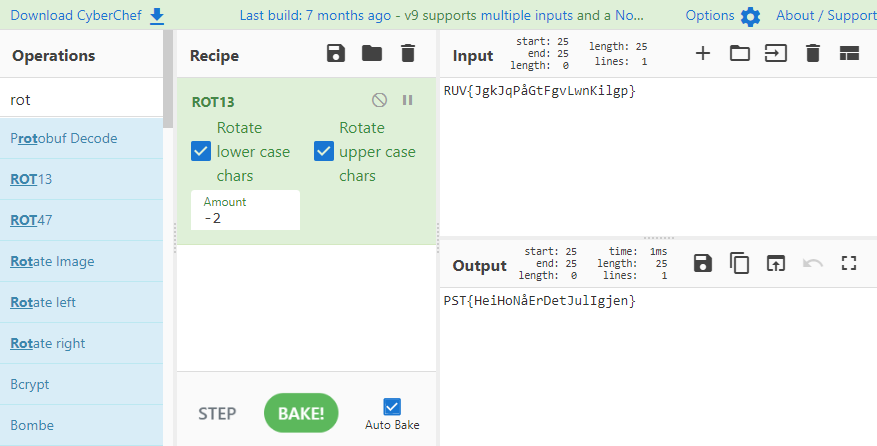 Download CyberChef
Last build: 7 months ago - v9 supports multiple inputs and a No...
Options
About / Support
Operations
rot
Protobuf Decode
ROT13
ROT47
Rotate Image
Rotate left
Rotate right
Bcrypt
Bombe
Recipe
ROT13
Rotate
lower case
chars
Rotate
upper case
chars
Amount
-2
STEP
BAKE!
Auto Bake
Input
start: 25
end: 25
length: 0
length: 25
lines: 1
RUV{JgkJqPåGtFgvLwnKilgp}
Output
start: 25
end: 25
length: 0
time: 1ms
length: 25
lines: 1
PST{HeiHoNåErDetJulIgjen}